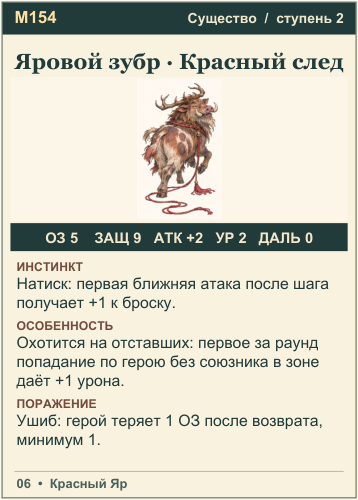 M154
Существо / ступень 2
Яровой зубр · Красный след
ОЗ 5 ЗАЩ 9 АТК +2 УР 2 ДАЛЬ 0
ИНСТИНКТ
Натиск: первая ближняя атака после шага
получает +1 к броску.
ОСОБЕННОСТЬ
Охотится на отставших: первое за раунд
попадание по герою без союзника в зоне
даёт +1 урона.
ПОРАЖЕНИЕ
Ушиб: герой теряет 1 ОЗ после возврата,
минимум 1.
06 • Красный Яр